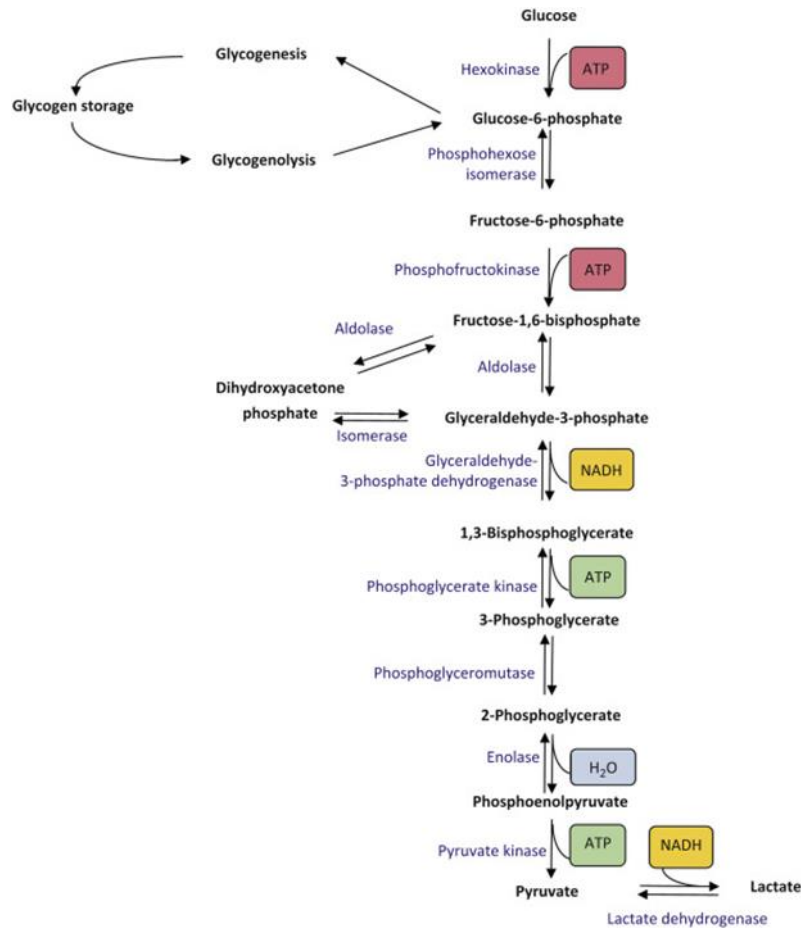 Glucose
Glycogenesis
Hexokinase
ATP
Glycogen storage
Glucose-6-phosphate
Glycogenolysis
Phosphohexose
isomerase
Fructose-6-phosphate
Phosphofructokinase
ATP
Fructose-1,6-bisphosphate
Aldolase
Aldolase
Dihydroxyacetone
phosphate
Glyceraldehyde-3-phosphate
Isomerase
Glyceraldehyde-
3-phosphate dehydrogenase
NADH
1,3-Bisphosphoglycerate
Phosphoglycerate kinase
ATP
3-Phosphoglycerate
Phosphoglyceromutase
2-Phosphoglycerate
Enolase
H₂O
Phosphoenolpyruvate
Pyruvate kinase
ATP
NADH
Pyruvate
Lactate
Lactate dehydrogenase